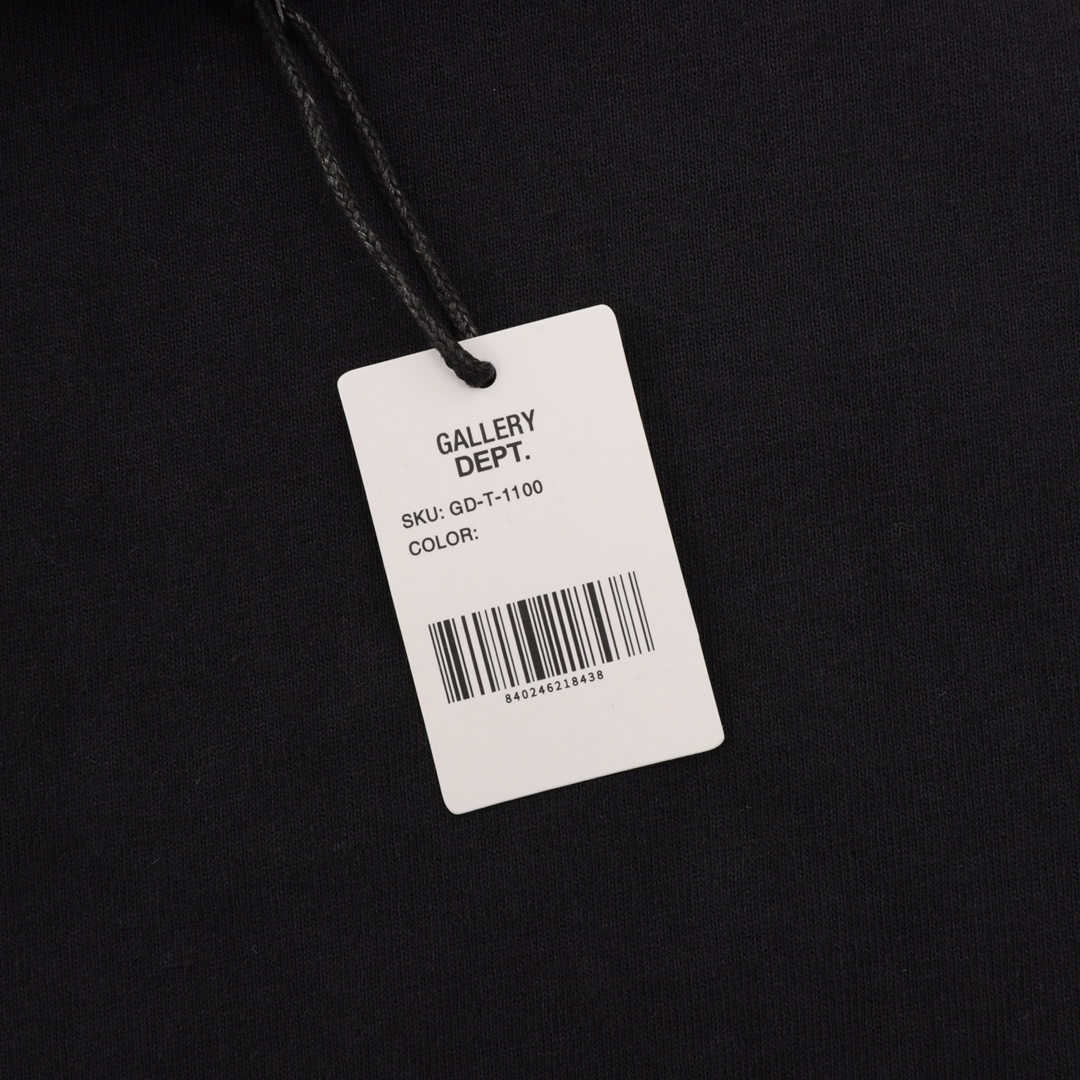 GALLERY
DEPT.
SKU: GD-T-1100
COLOR:
840246218438